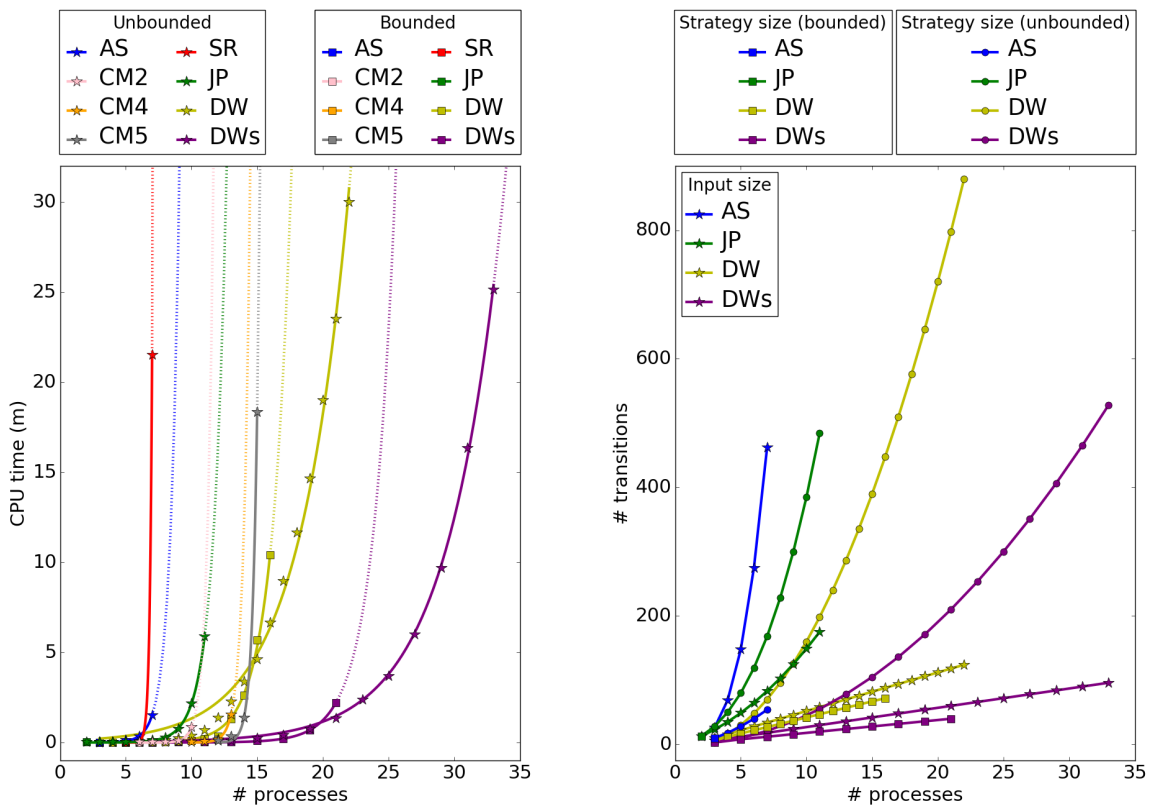 Unbounded
AS SR
CM2 JP
CM4 DW
CM5 DWs
Bounded
AS SR
CM2 JP
CM4 DW
CM5 DWs
30
25
20
15
10
5
0
CPU time (m)
0 5 10 15 20 25 30 35
# processes
Strategy size (bounded)
AS
JP
DW
DWs
Strategy size (unbounded)
AS
JP
DW
DWs
Input size
AS
JP
DW
DWs
800
600
400
200
0
# transitions
0 5 10 15 20 25 30 35
# processes